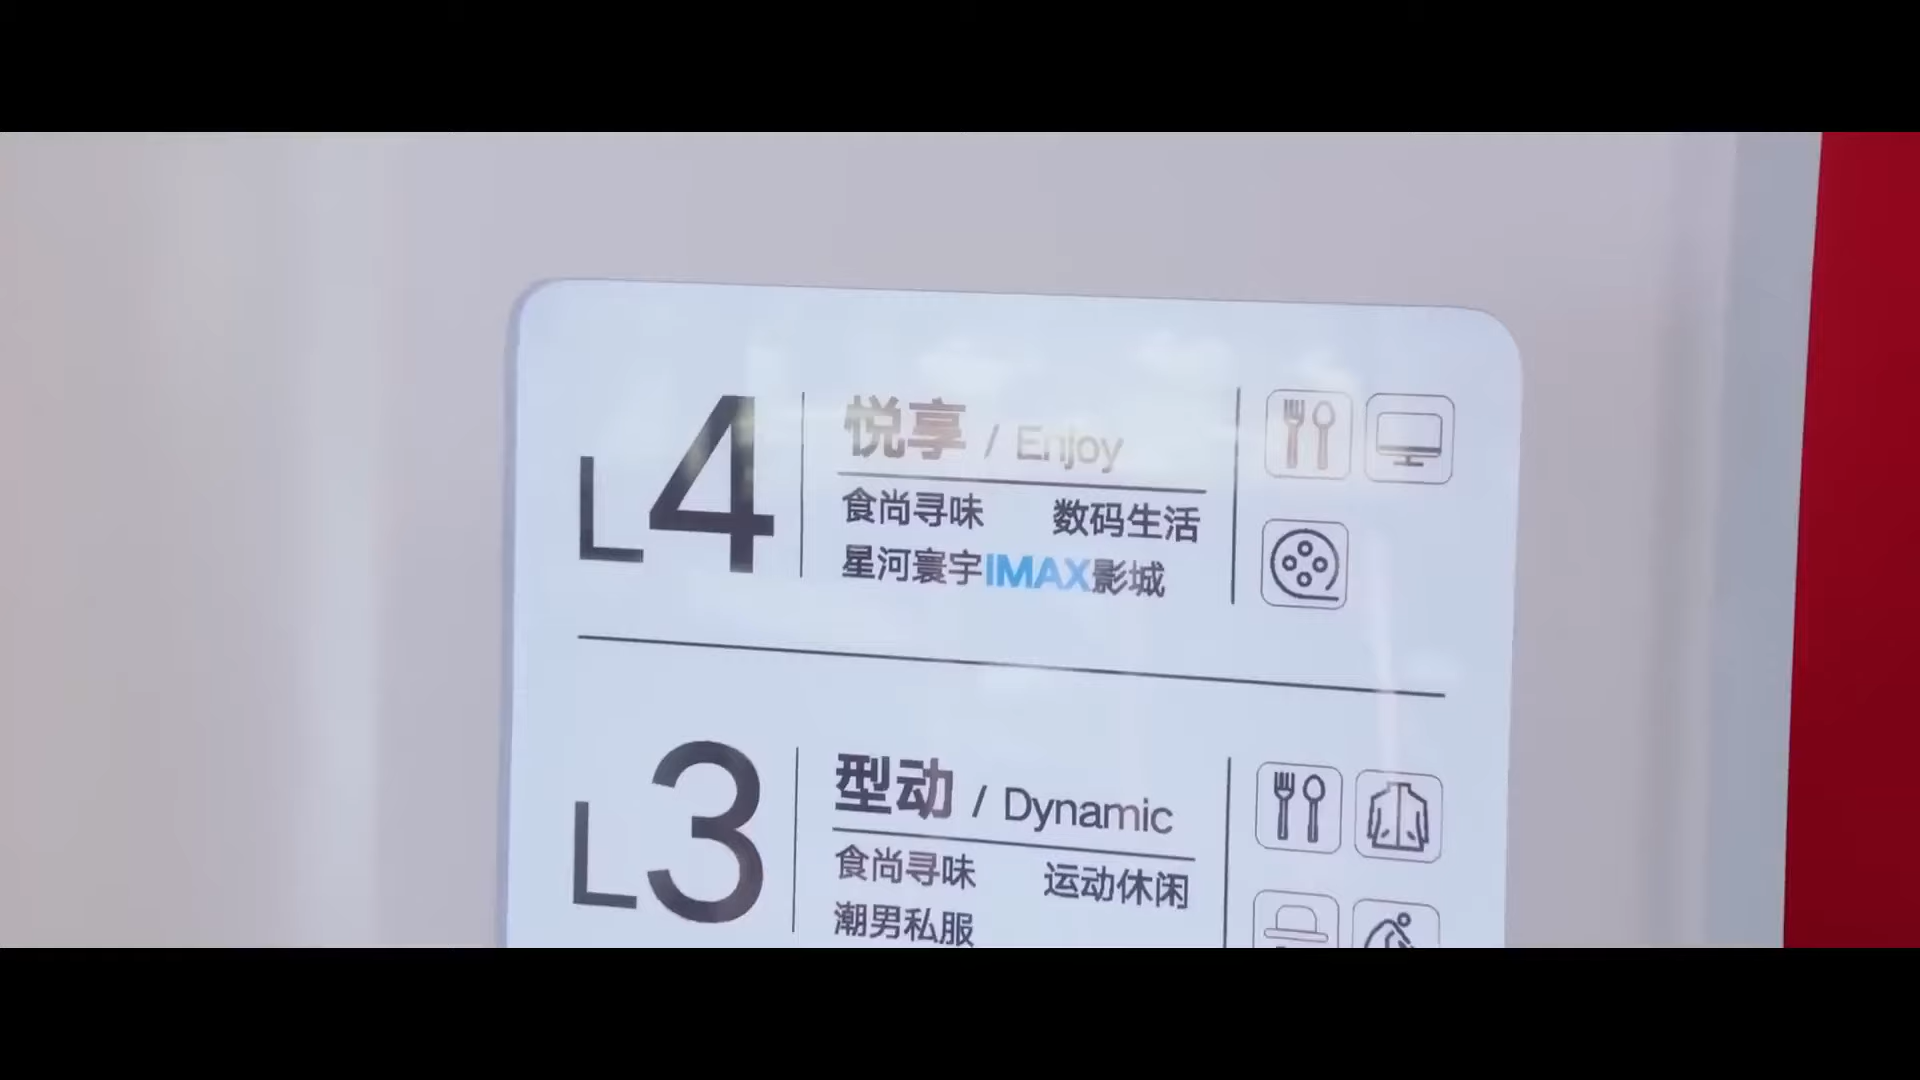 L4
悦享 / Enjoy
食尚寻味 数码生活
星河寰宇IMAX影城
L3
型动 / Dynamic
食尚寻味 运动休闲
潮男私服